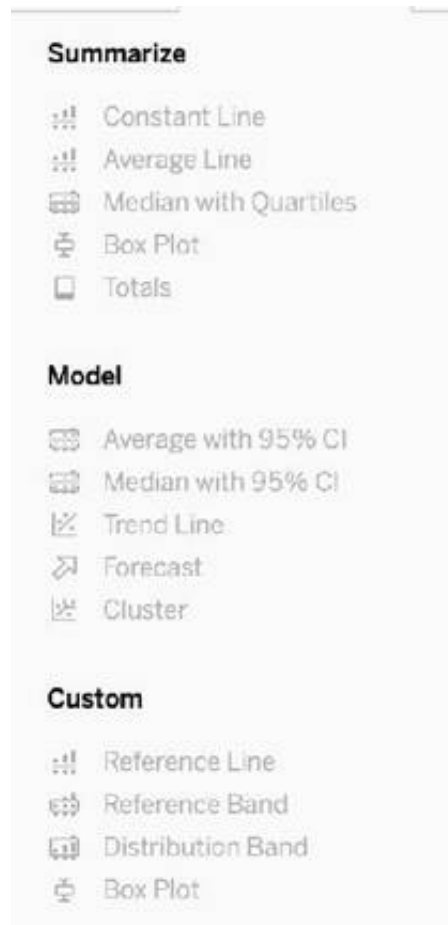 Summarize
Constant Line
Average Line
Median with Quartiles
Box Plot
Totals
Model
Average with 95% CI
Median with 95% CI
Trend Line
Forecast
Cluster
Custom
Reference Line
Reference Band
Distribution Band
Box Plot